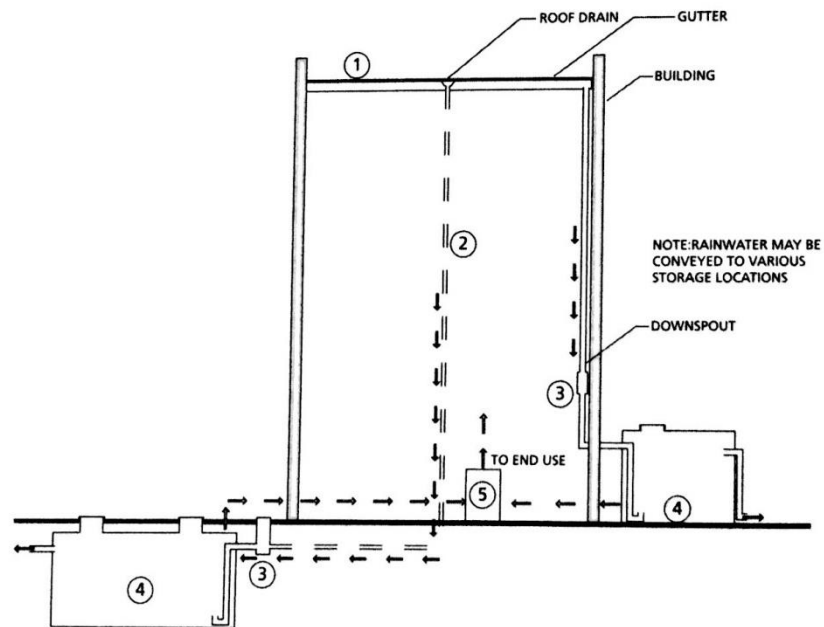 ROOF DRAIN
GUTTER
1
BUILDING
2
NOTE:RAINWATER MAY BE
CONVEYED TO VARIOUS
STORAGE LOCATIONS
DOWNSPOUT
3
TO END USE
5
4
3
4